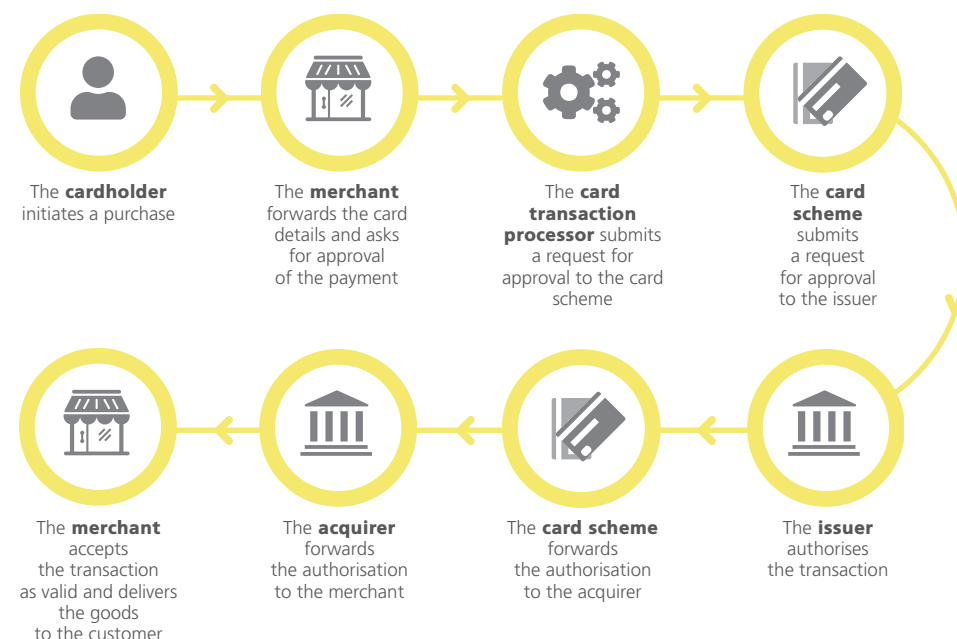 The cardholder
initiates a purchase
The merchant
forwards the card
details and asks
for approval
of the payment
The card
transaction
processor submits
a request for
approval to the card
scheme
The card
scheme
submits
a request
for approval
to the issuer
The merchant
accepts
the transaction
as valid and delivers
the goods
to the customer
The acquirer
forwards
the authorisation
to the merchant
The card scheme
forwards
the authorisation
to the acquirer
The issuer
authorises
the transaction